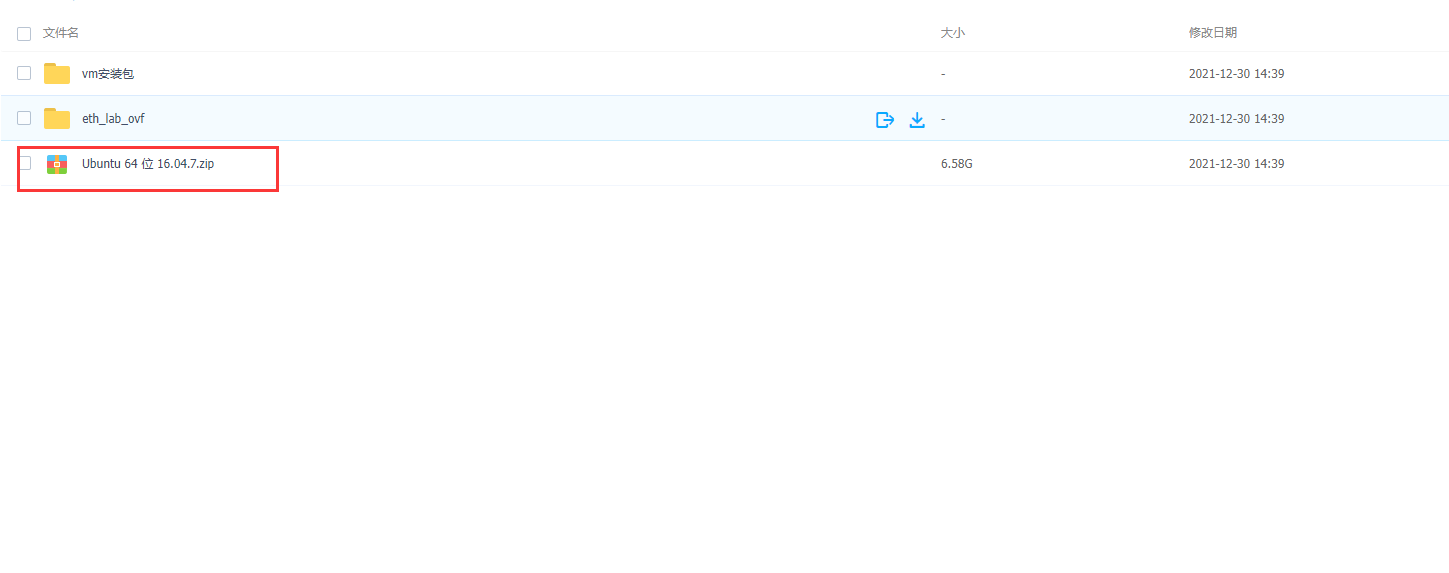 文件名 大小 修改日期
vm安装包 - 2021-12-30 14:39
eth_lab_ovf - 2021-12-30 14:39
Ubuntu 64 位 16.04.7.zip 6.58G 2021-12-30 14:39